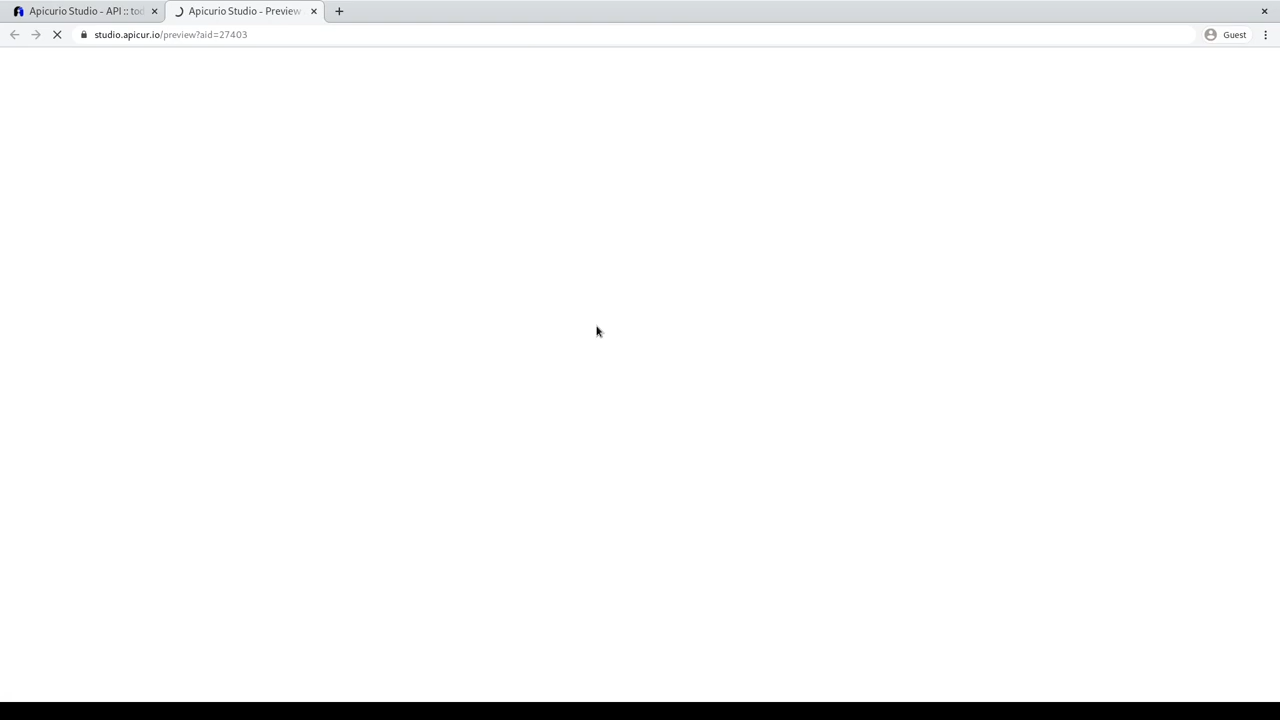 Apicurio Studio - API :: tod
Apicurio Studio - Preview
studio.apicur.io/preview?aid=27403
Guest